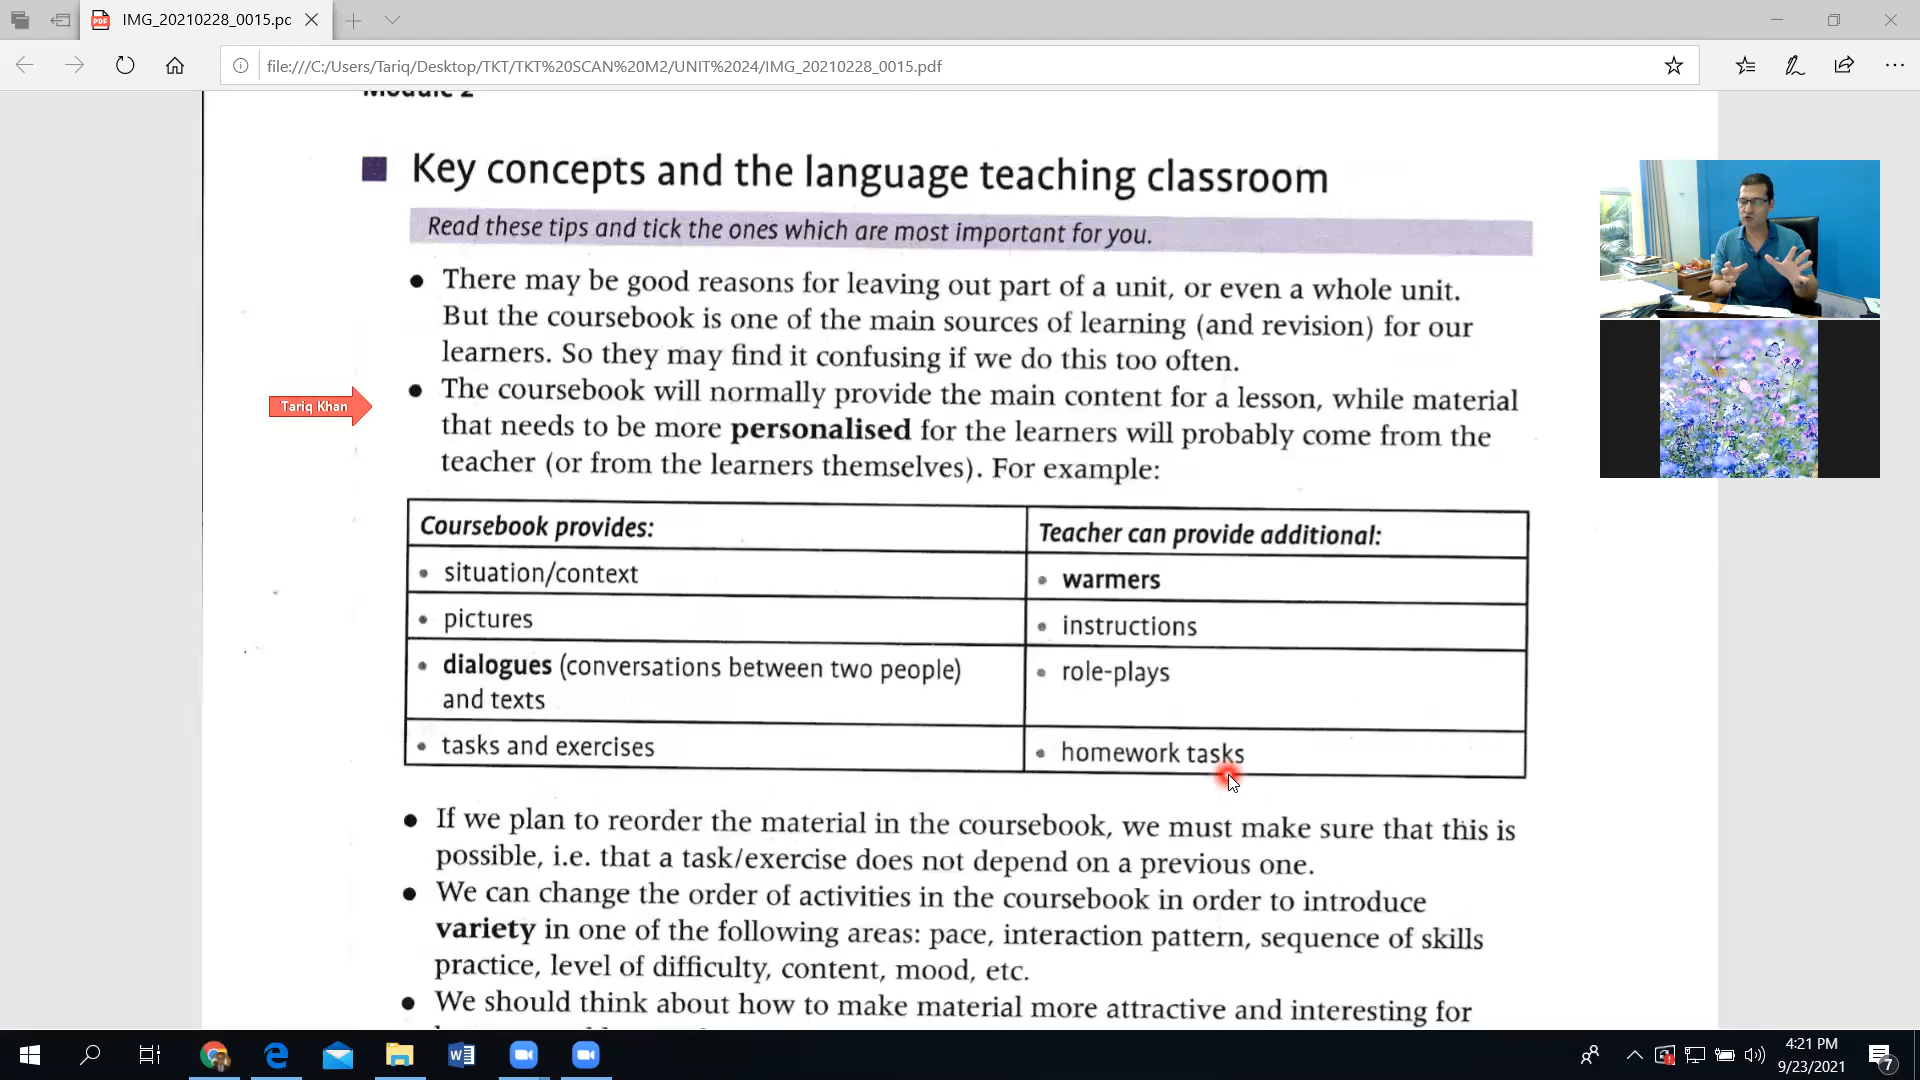 IMG_20210228_0015.pc
file:///C:/Users/Tariq/Desktop/TKT/TKT%20SCAN%20M2/UNIT%2024/IMG_20210228_0015.pdf
Module 2
Key concepts and the language teaching classroom
Read these tips and tick the ones which are most important for you.
• There may be good reasons for leaving out part of a unit, or even a whole unit.
But the coursebook is one of the main sources of learning (and revision) for our
learners. So they may find it confusing if we do this too often.
Tariq Khan
• The coursebook will normally provide the main content for a lesson, while material
that needs to be more personalised for the learners will probably come from the
teacher (or from the learners themselves). For example:
Coursebook provides:
Teacher can provide additional:
• situation/context
• warmers
• pictures
• instructions
• dialogues (conversations between two people)
and texts
• role-plays
• tasks and exercises
• homework tasks
• If we plan to reorder the material in the coursebook, we must make sure that this is
possible, i.e. that a task/exercise does not depend on a previous one.
• We can change the order of activities in the coursebook in order to introduce
variety in one of the following areas: pace, interaction pattern, sequence of skills
practice, level of difficulty, content, mood, etc.
• We should think about how to make material more attractive and interesting for
4:21 PM
9/23/2021
7